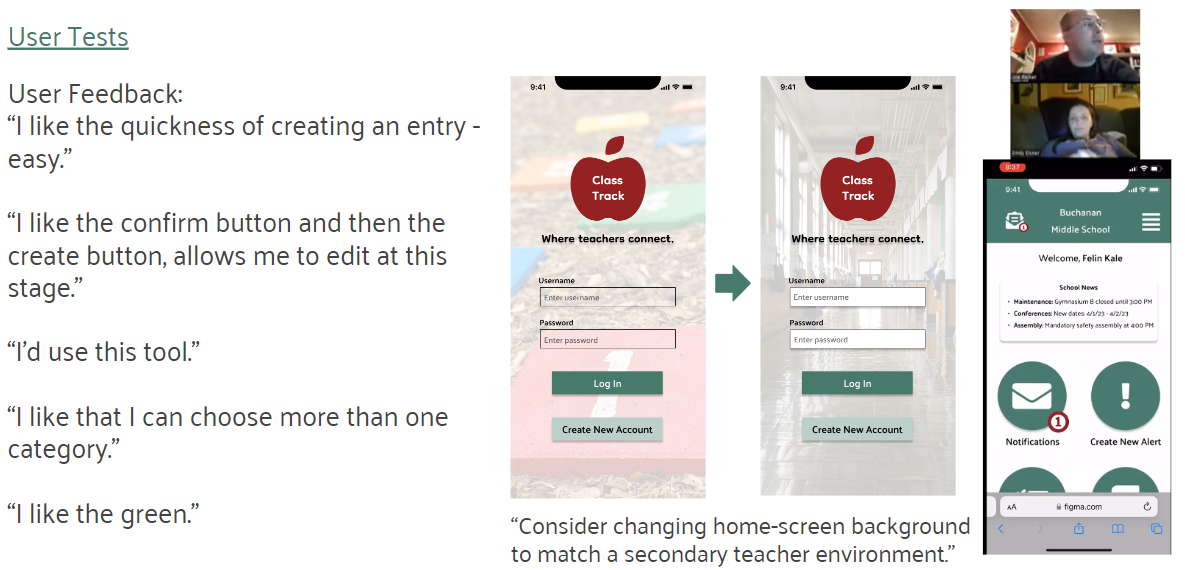 User Tests
User Feedback:
“I like the quickness of creating an entry -
easy.”
“I like the confirm button and then the
create button, allows me to edit at this
stage.”
“I’d use this tool.”
“I like that I can choose more than one
category.”
“I like the green.”
9:41
Class
Track
Where teachers connect.
Username
Enter username
Password
Enter password
1
Log In
Create New Account
9:41
Class
Track
Where teachers connect.
Username
Enter username
Password
Enter password
Log In
Create New Account
“Consider changing home-screen background
to match a secondary teacher environment.”
8:37
9:41
Buchanan
Middle School
1
Welcome, Felin Kale
School News
• Maintenance: Gymnasium B closed until 3:00 PM
• Conferences: New dates: 4/1/23 - 4/2/23
• Assembly: Mandatory safety assembly at 4:00 PM
1
Notifications
Create New Alert
AA
figma.com